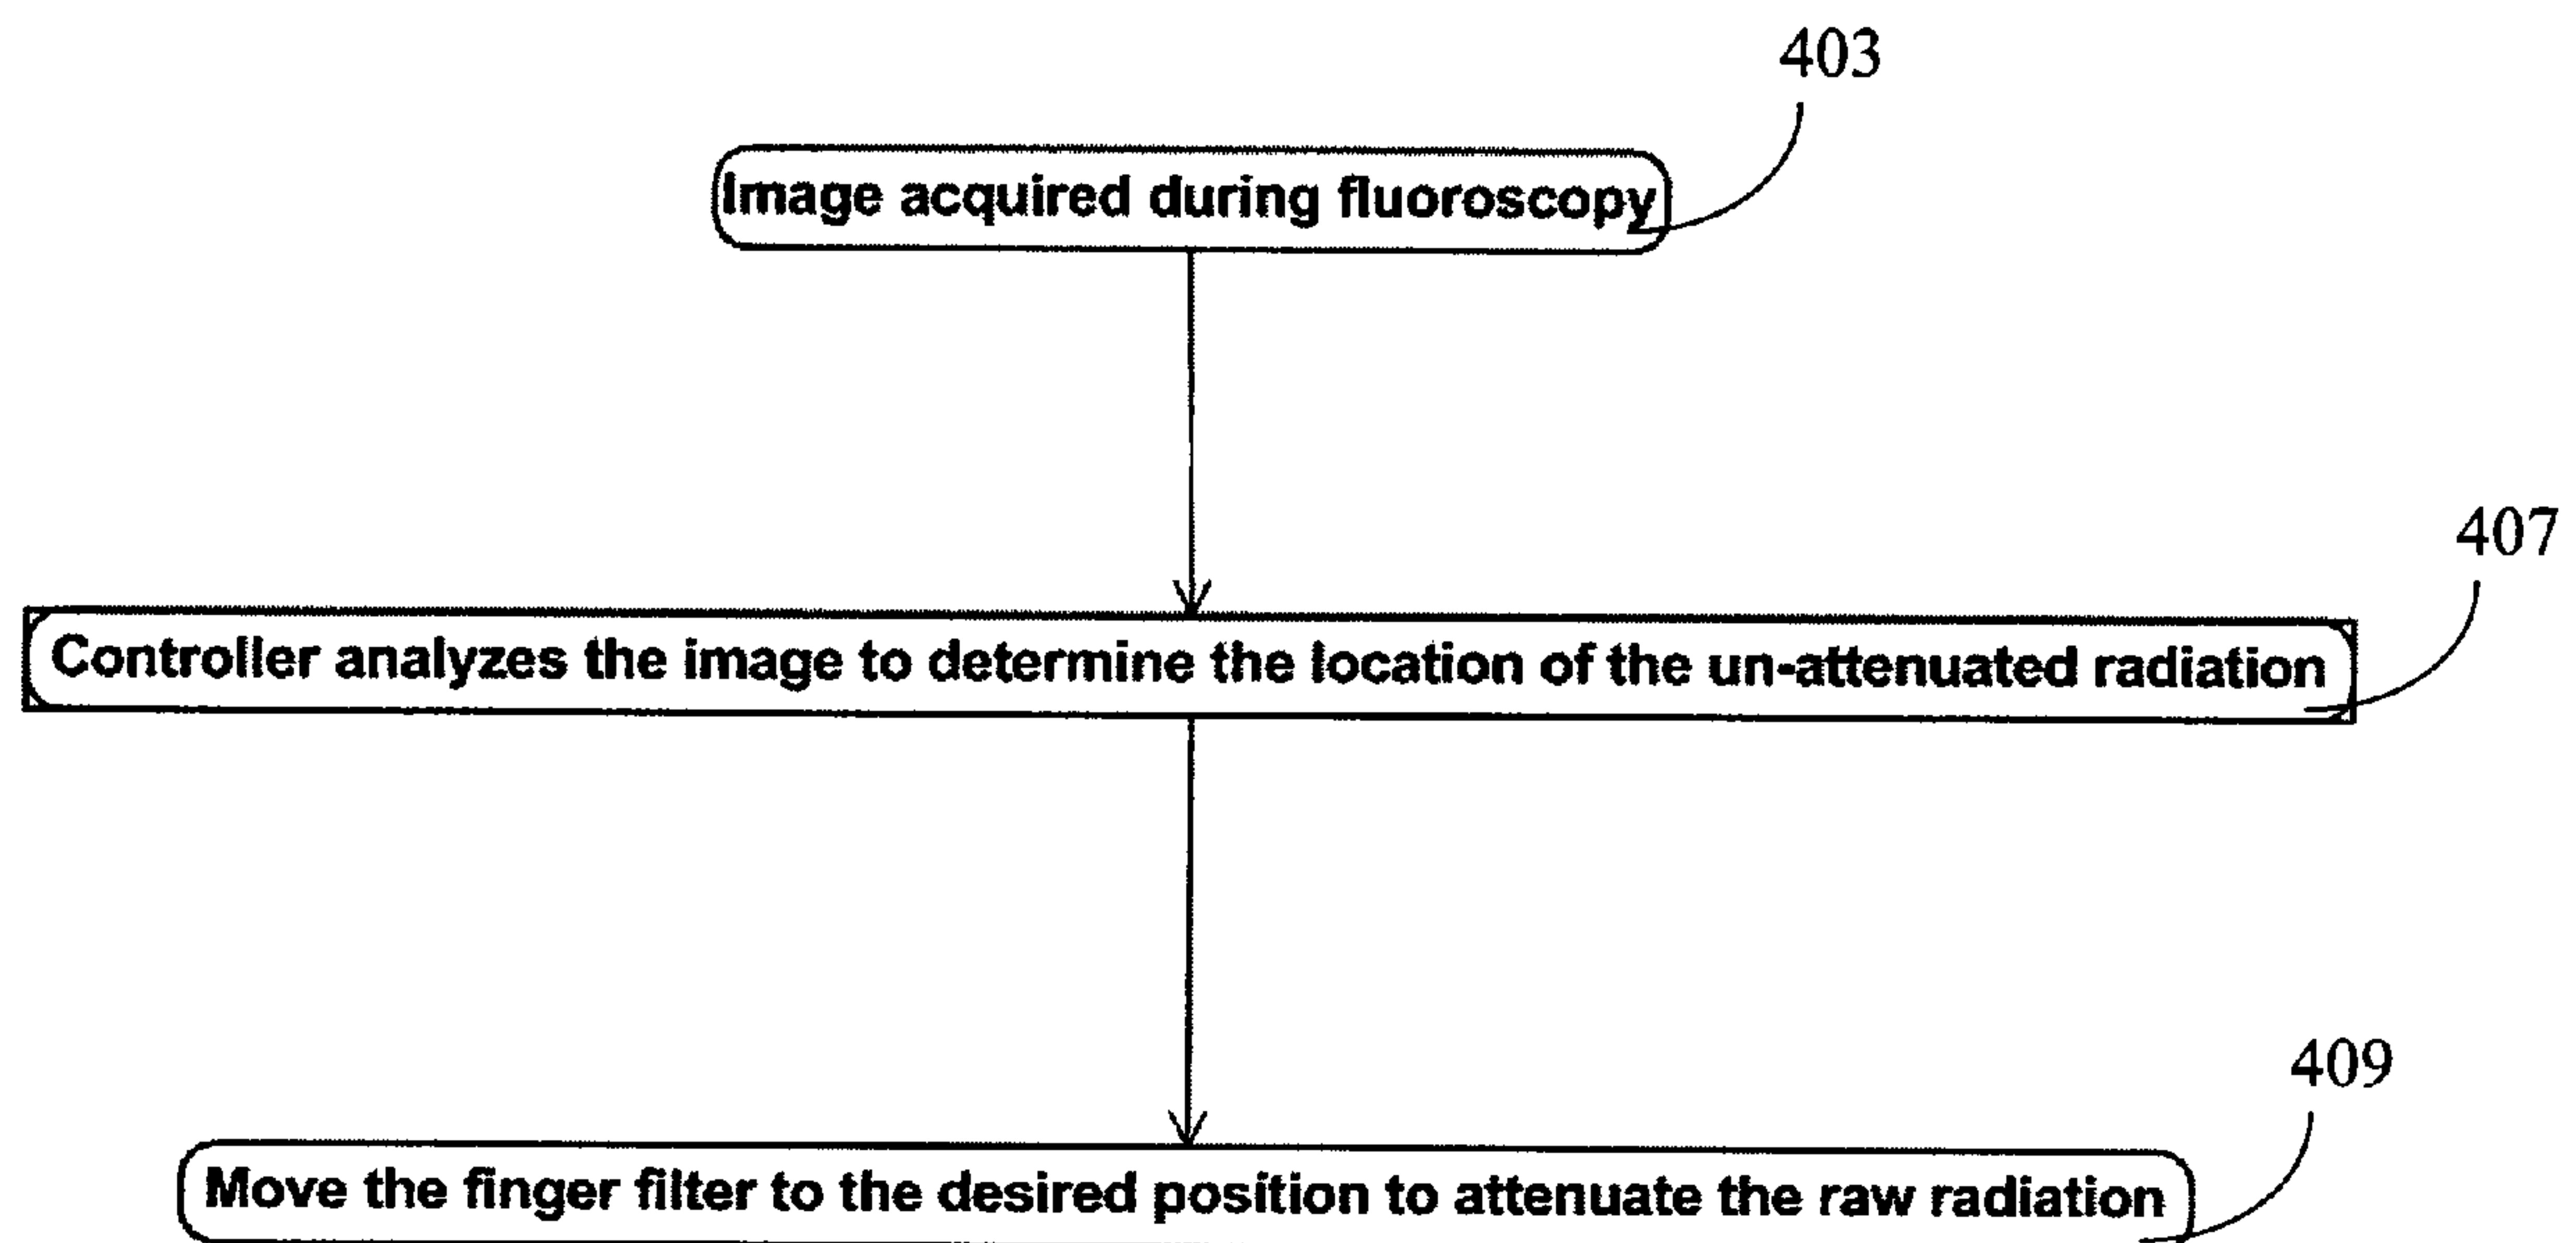 403
Image acquired during fluoroscopy
407
Controller analyzes the image to determine the location of the un-attenuated radiation
409
Move the finger filter to the desired position to attenuate the raw radiation